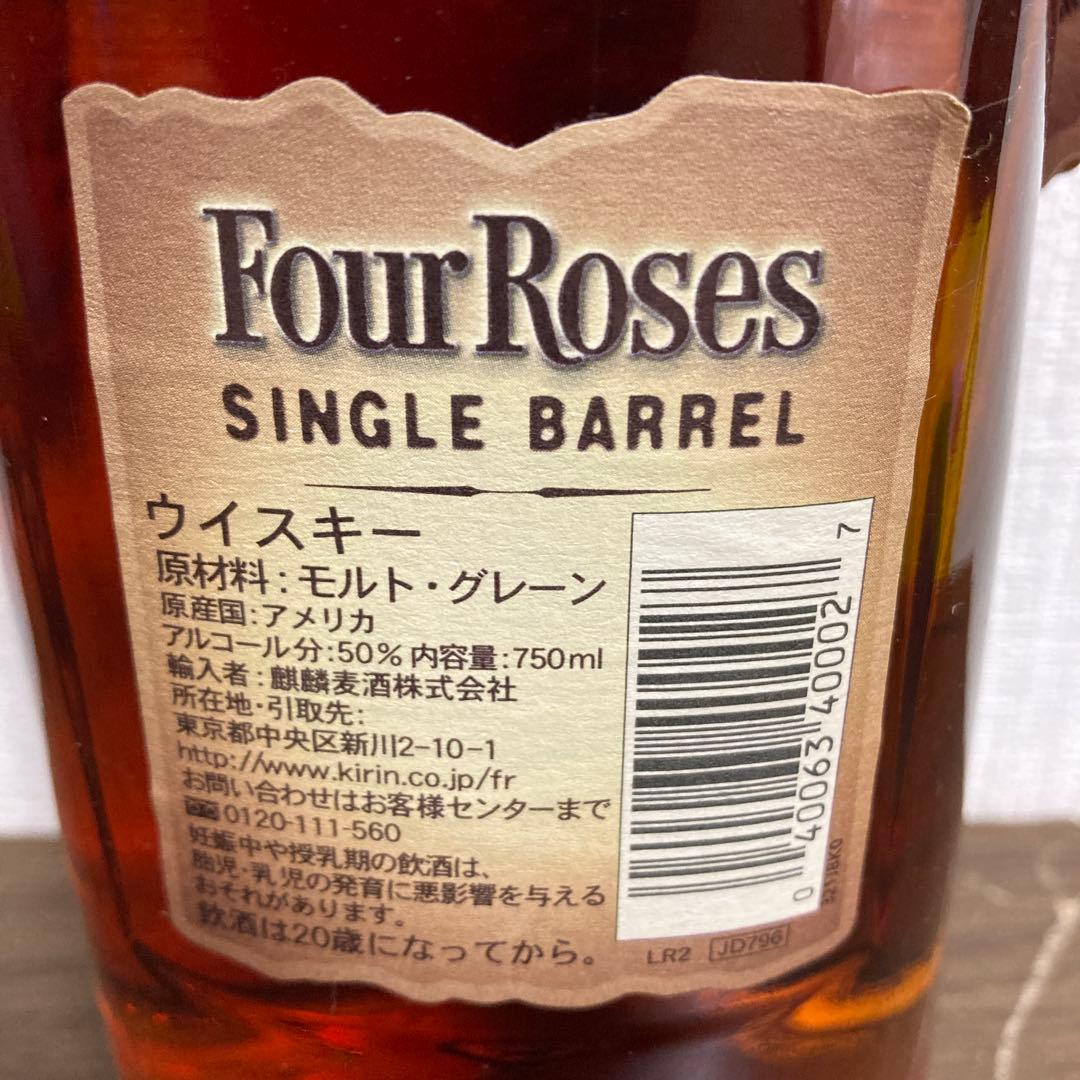 Four Roses
SINGLE BARREL
ウイスキー
原材料:モルト・グレーン
原産国:アメリカ
アルコール分:50% 内容量:750ml
輸入者:麒麟麦酒株式会社
所在地・引取先:
東京都中央区新川2-10-1
http://www.kirin.co.jp/fr
お問い合わせはお客様センターまで
0120-111-560
妊娠中や授乳期の飲酒は、
胎児・乳児の発育に悪影響を与える
おそれがあります。
飲酒は20歳になってから。
0 40063 40002 7
LR2 JD796